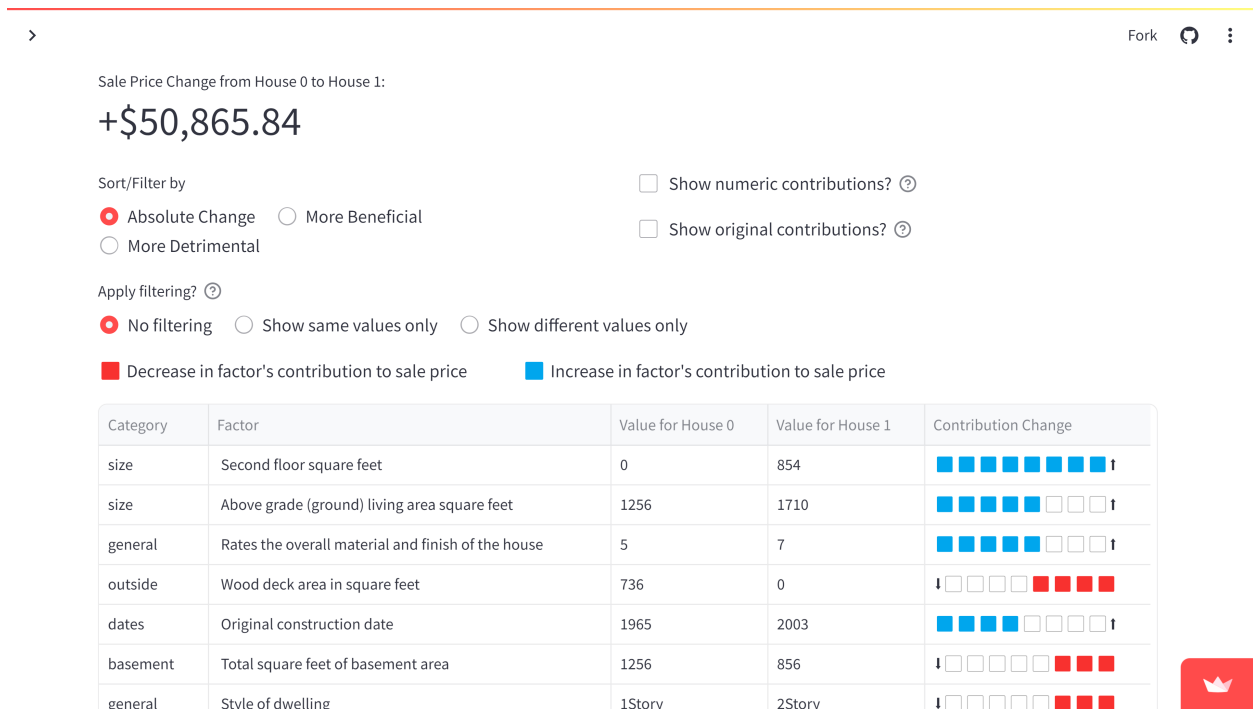 Fork
Sale Price Change from House 0 to House 1:
+$50,865.84
Sort/Filter by
Absolute Change
More Beneficial
More Detrimental
Show numeric contributions?
Show original contributions?
Apply filtering?
No filtering
Show same values only
Show different values only
Decrease in factor's contribution to sale price
Increase in factor's contribution to sale price
Category Factor Value for House 0 Value for House 1 Contribution Change
size Second floor square feet 0 854
size Above grade (ground) living area square feet 1256 1710
general Rates the overall material and finish of the house 5 7
outside Wood deck area in square feet 736 0
dates Original construction date 1965 2003
basement Total square feet of basement area 1256 856
general Style of dwelling 1Story 2Story